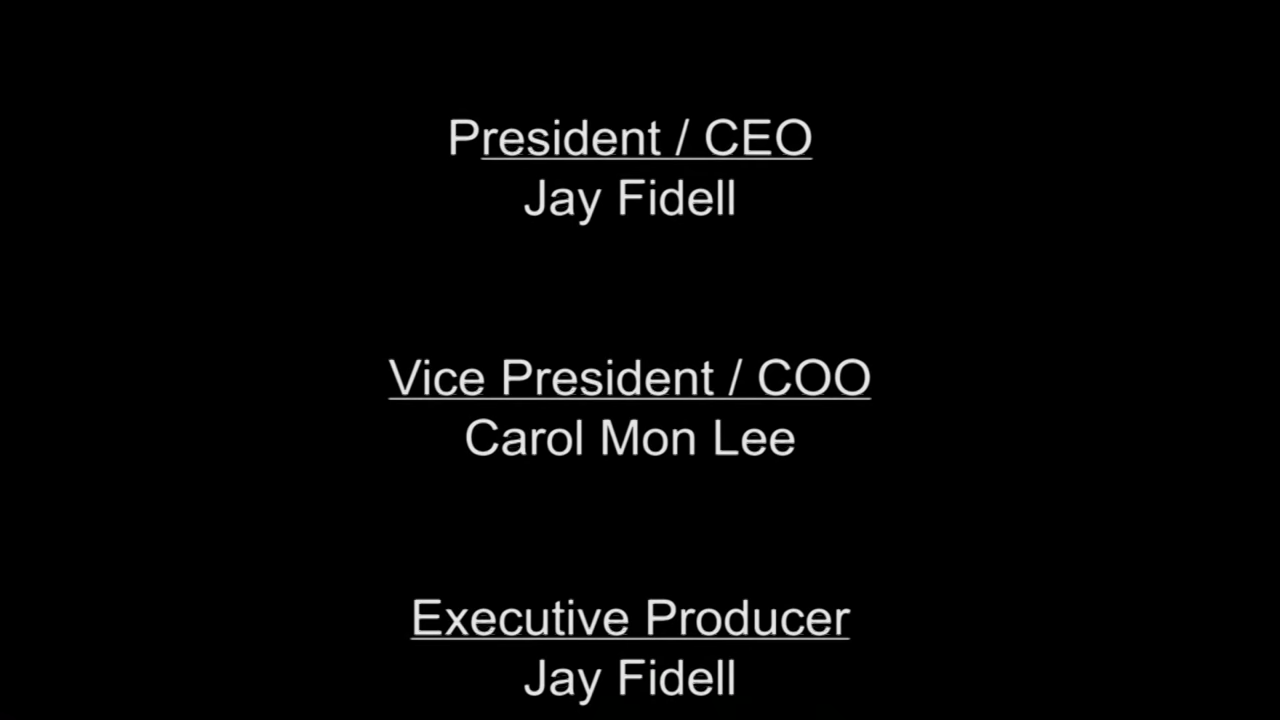 President / CEO
Jay Fidell
Vice President / COO
Carol Mon Lee
Executive Producer
Jay Fidell